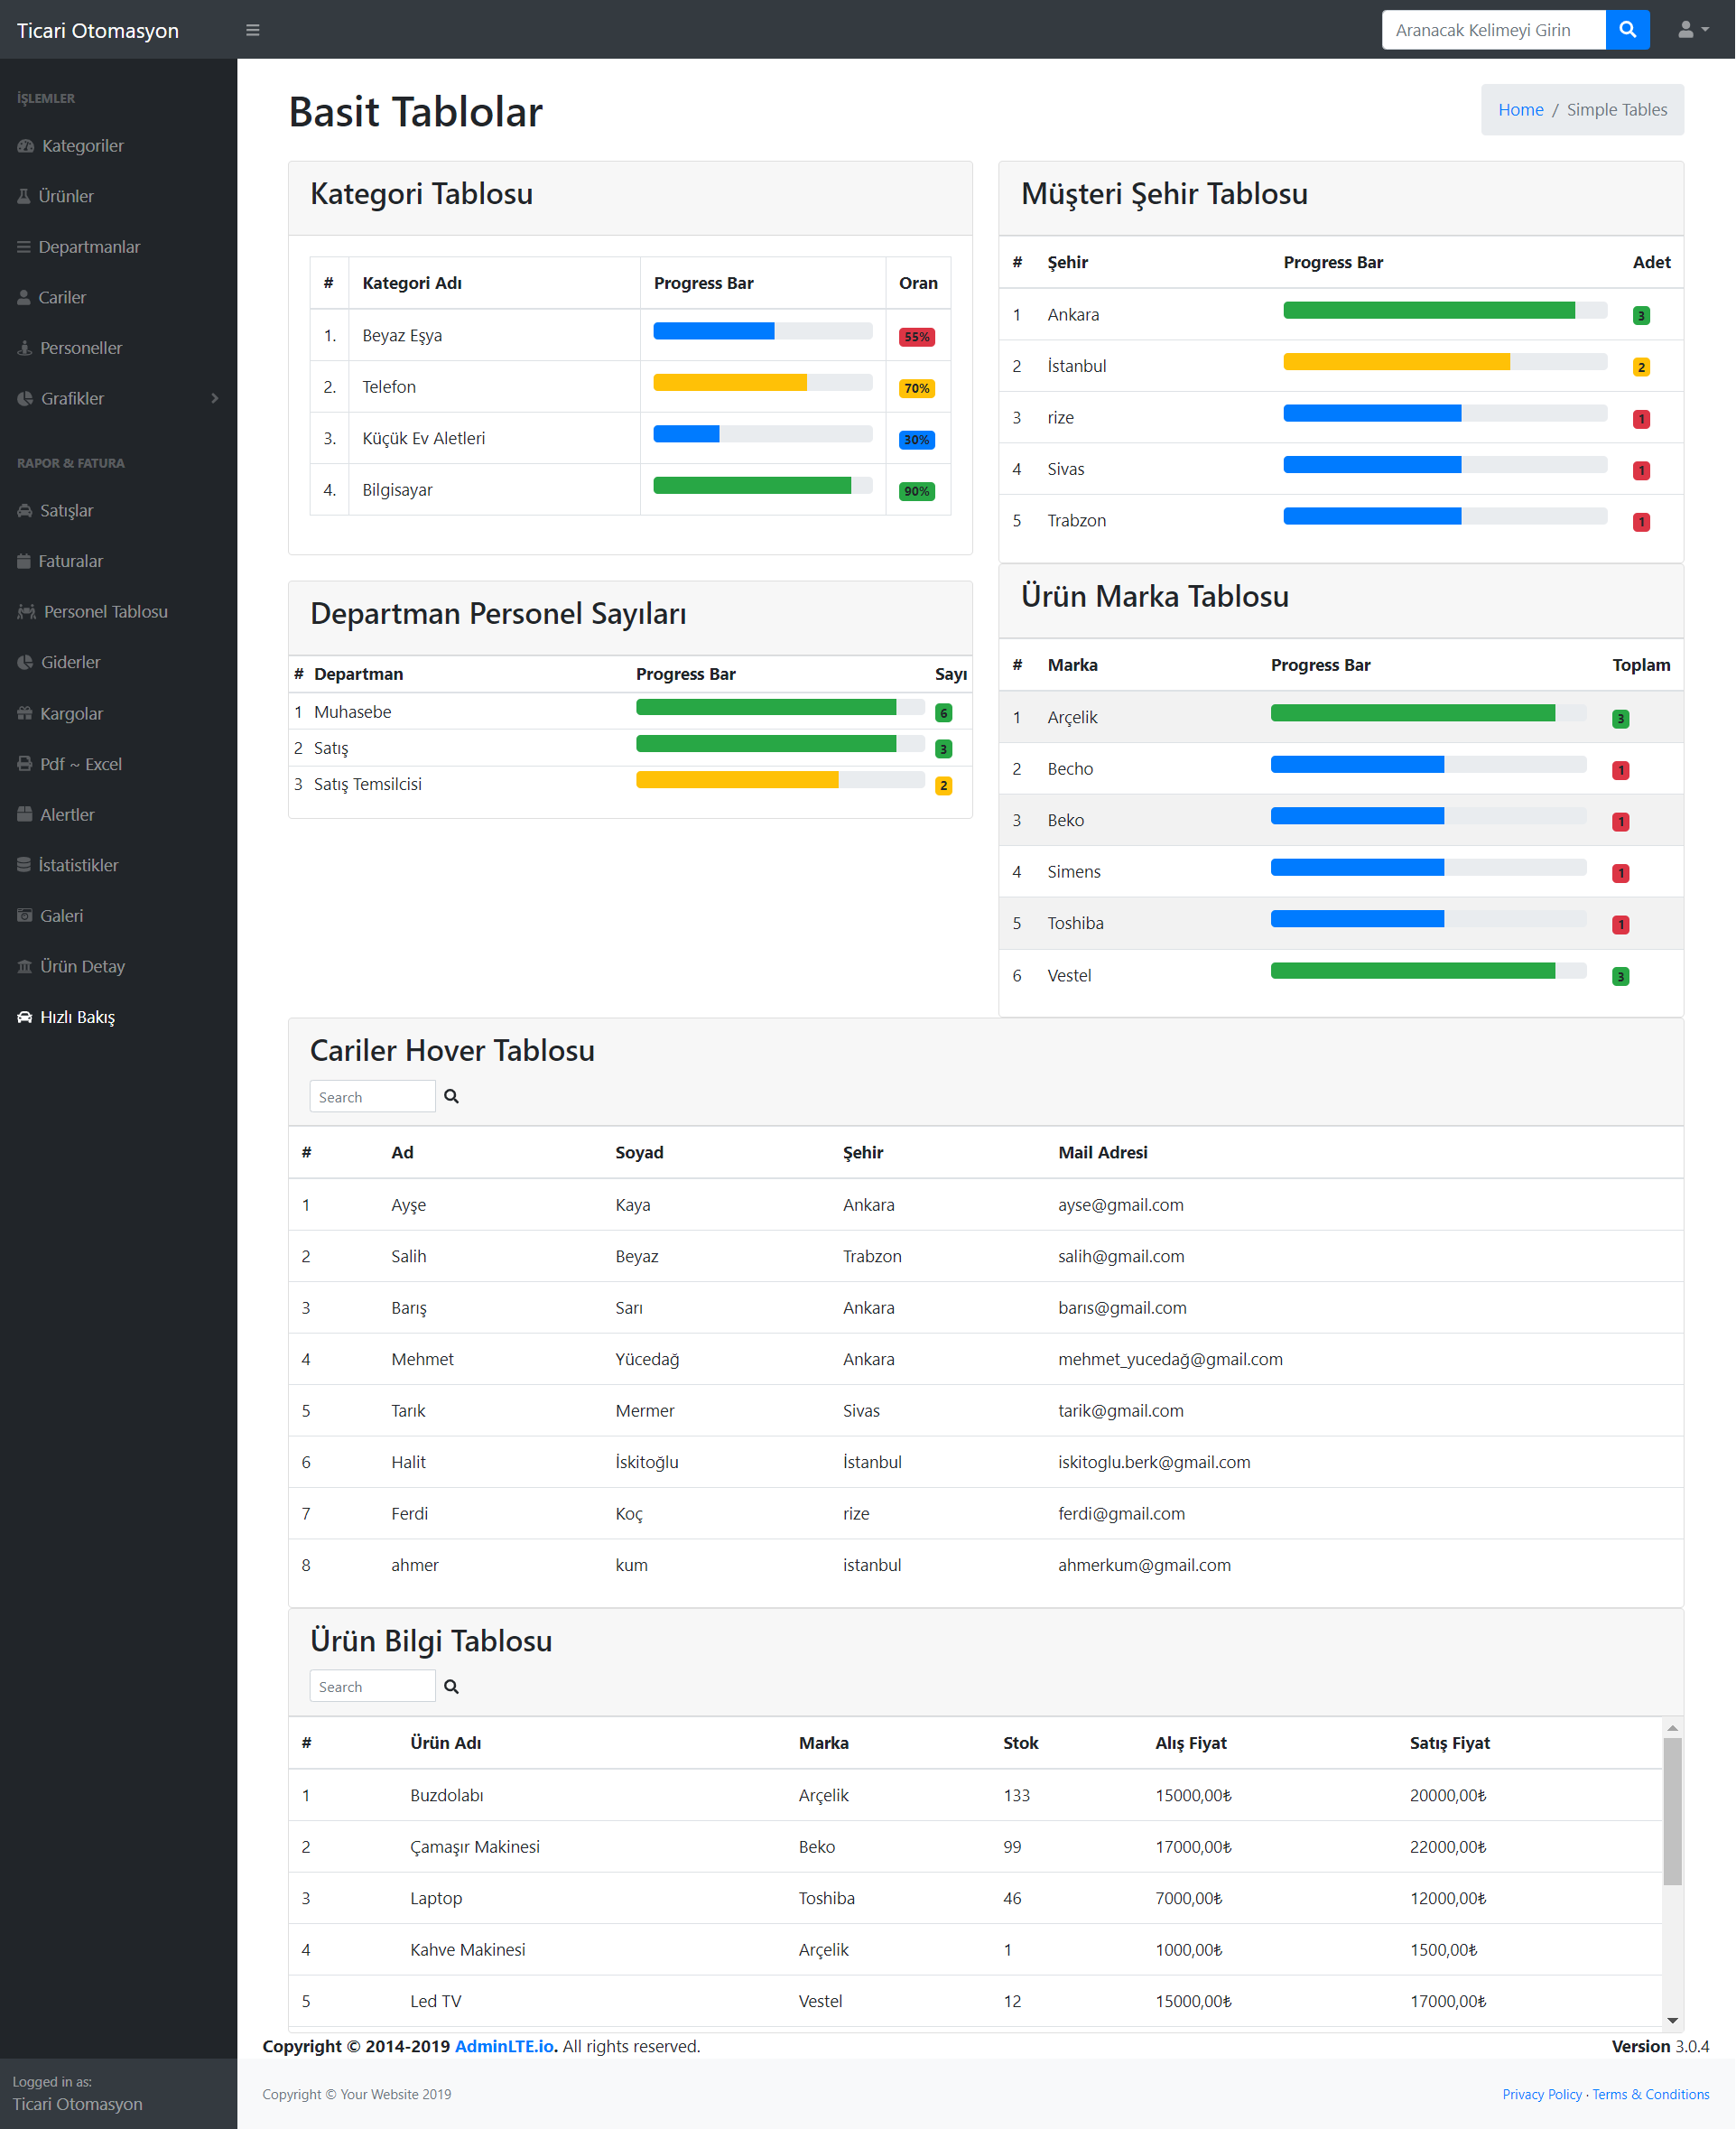 Ticari Otomasyon
Aranacak Kelimeyi Girin
İŞLEMLER
Kategoriler
Ürünler
Departmanlar
Cariler
Personeller
Grafikler
RAPOR & FATURA
Satışlar
Faturalar
Personel Tablosu
Giderler
Kargolar
Pdf ~ Excel
Alertler
İstatistikler
Galeri
Ürün Detay
Hızlı Bakış
Logged in as:
Ticari Otomasyon
Basit Tablolar
Home / Simple Tables
Kategori Tablosu
# Kategori Adı Progress Bar Oran
1. Beyaz Eşya 55%
2. Telefon 70%
3. Küçük Ev Aletleri 30%
4. Bilgisayar 90%
Müşteri Şehir Tablosu
# Şehir Progress Bar Adet
1 Ankara 3
2 İstanbul 2
3 rize 1
4 Sivas 1
5 Trabzon 1
Departman Personel Sayıları
# Departman Progress Bar Sayı
1 Muhasebe 6
2 Satış 3
3 Satış Temsilcisi 2
Ürün Marka Tablosu
# Marka Progress Bar Toplam
1 Arçelik 3
2 Becho 1
3 Beko 1
4 Simens 1
5 Toshiba 1
6 Vestel 3
Cariler Hover Tablosu
Search
# Ad Soyad Şehir Mail Adresi
1 Ayşe Kaya Ankara ayse@gmail.com
2 Salih Beyaz Trabzon salih@gmail.com
3 Barış Sarı Ankara barıs@gmail.com
4 Mehmet Yücedağ Ankara mehmet_yucedağ@gmail.com
5 Tarık Mermer Sivas tarik@gmail.com
6 Halit İskitoğlu İstanbul iskitoglu.berk@gmail.com
7 Ferdi Koç rize ferdi@gmail.com
8 ahmer kum istanbul ahmerkum@gmail.com
Ürün Bilgi Tablosu
Search
# Ürün Adı Marka Stok Alış Fiyat Satış Fiyat
1 Buzdolabı Arçelik 133 15000,00₺ 20000,00₺
2 Çamaşır Makinesi Beko 99 17000,00₺ 22000,00₺
3 Laptop Toshiba 46 7000,00₺ 12000,00₺
4 Kahve Makinesi Arçelik 1 1000,00₺ 1500,00₺
5 Led TV Vestel 12 15000,00₺ 17000,00₺
Copyright © 2014-2019 AdminLTE.io. All rights reserved. Version 3.0.4
Copyright © Your Website 2019 Privacy Policy · Terms & Conditions